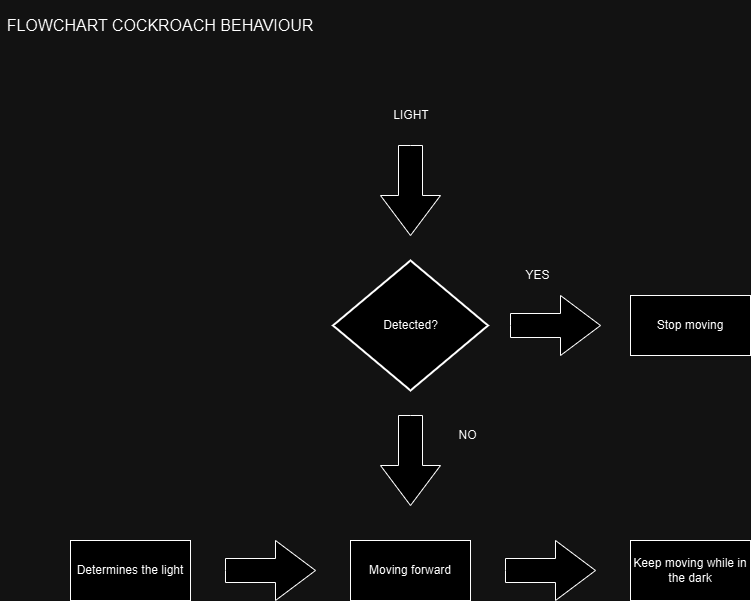 FLOWCHART COCKROACH BEHAVIOUR
LIGHT
YES
Detected?
Stop moving
NO
Determines the light
Moving forward
Keep moving while in
the dark